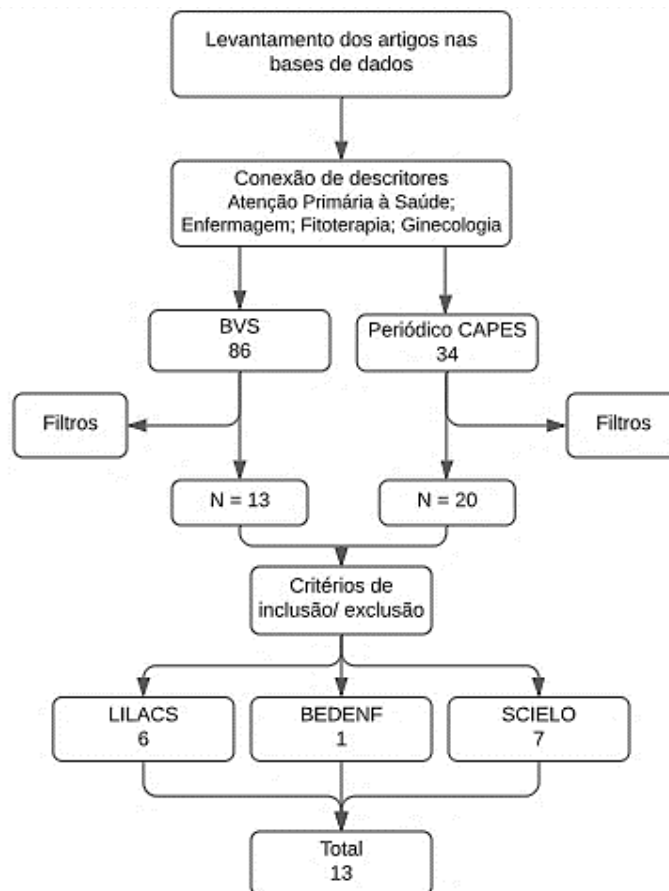 Levantamento dos artigos nas
bases de dados
Conexão de descritores
Atenção Primária à Saúde;
Enfermagem; Fitoterapia; Ginecologia
BVS
86
Periódico CAPES
34
Filtros
Filtros
N = 13
N = 20
Critérios de
inclusão/ exclusão
LILACS
6
BEDENF
1
SCIELO
7
Total
13